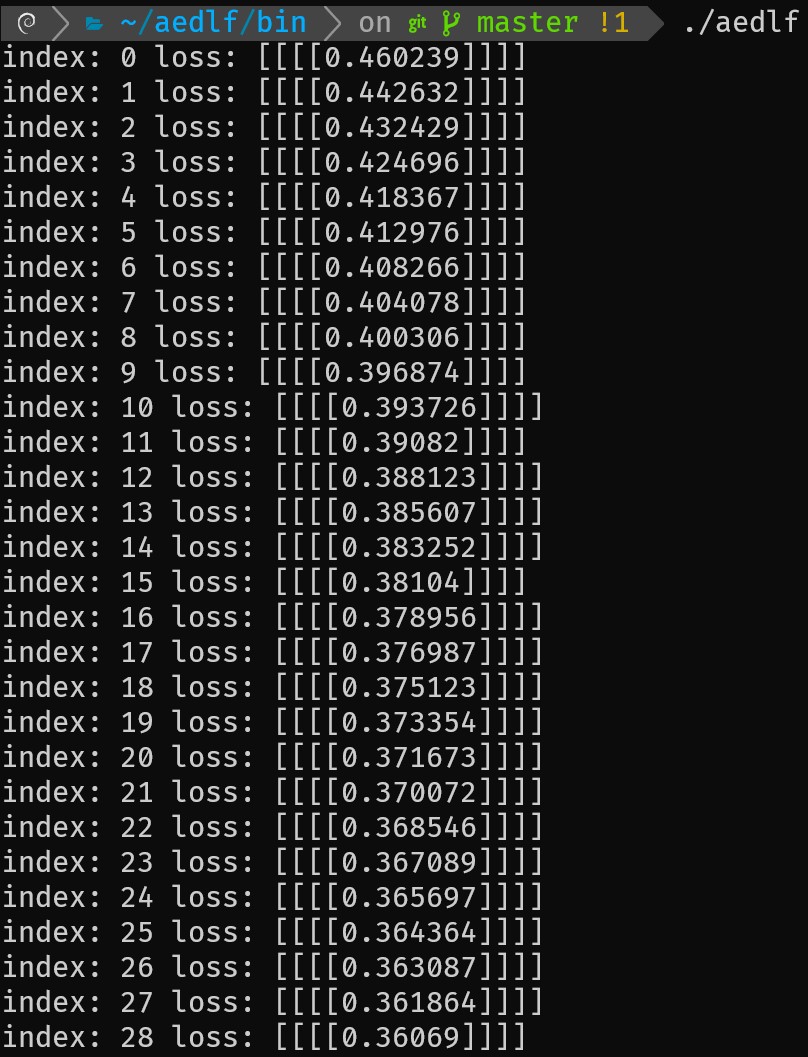 ~/aedlf/bin on git master !1 ./aedlf
index: 0 loss: [[[[0.460239]]]]
index: 1 loss: [[[[0.442632]]]]
index: 2 loss: [[[[0.432429]]]]
index: 3 loss: [[[[0.424696]]]]
index: 4 loss: [[[[0.418367]]]]
index: 5 loss: [[[[0.412976]]]]
index: 6 loss: [[[[0.408266]]]]
index: 7 loss: [[[[0.404078]]]]
index: 8 loss: [[[[0.400306]]]]
index: 9 loss: [[[[0.396874]]]]
index: 10 loss: [[[[0.393726]]]]
index: 11 loss: [[[[0.39082]]]]
index: 12 loss: [[[[0.388123]]]]
index: 13 loss: [[[[0.385607]]]]
index: 14 loss: [[[[0.383252]]]]
index: 15 loss: [[[[0.38104]]]]
index: 16 loss: [[[[0.378956]]]]
index: 17 loss: [[[[0.376987]]]]
index: 18 loss: [[[[0.375123]]]]
index: 19 loss: [[[[0.373354]]]]
index: 20 loss: [[[[0.371673]]]]
index: 21 loss: [[[[0.370072]]]]
index: 22 loss: [[[[0.368546]]]]
index: 23 loss: [[[[0.367089]]]]
index: 24 loss: [[[[0.365697]]]]
index: 25 loss: [[[[0.364364]]]]
index: 26 loss: [[[[0.363087]]]]
index: 27 loss: [[[[0.361864]]]]
index: 28 loss: [[[[0.36069]]]]